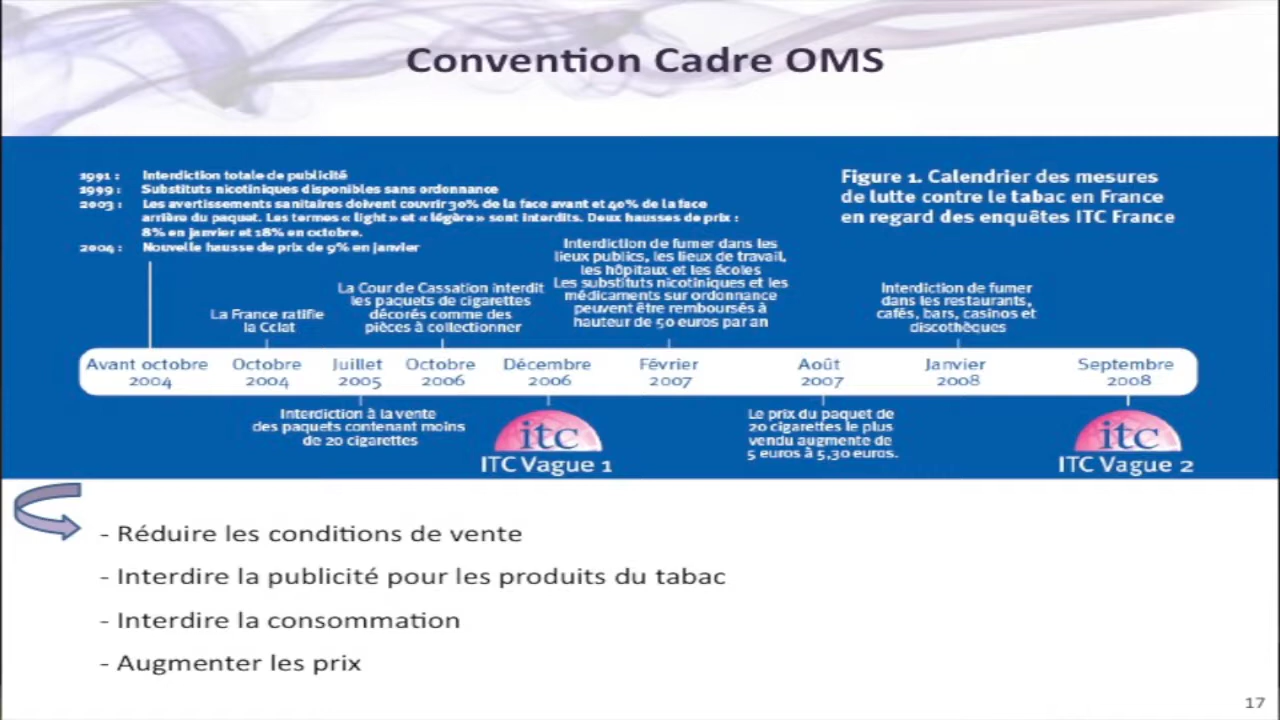 Convention Cadre OMS
1991 : Interdiction totale de publicité
1999 : Substituts nicotiniques disponibles sans ordonnance
2003 : Les avertissements sanitaires doivent couvrir 30% de la face avant et 40% de la face
arrière du paquet. Les termes « light » et « légère » sont interdits. Deux hausses de prix :
8% en janvier et 18% en octobre.
2004 : Nouvelle hausse de prix de 9% en janvier
Figure 1. Calendrier des mesures
de lutte contre le tabac en France
en regard des enquêtes ITC France
La France ratifie
la Cclat
La Cour de Cassation interdit
les paquets de cigarettes
décorés comme des
pièces à collectionner
Interdiction de fumer dans les
lieux publics, les lieux de travail,
les hôpitaux et les écoles
Les substituts nicotiniques et les
médicaments sur ordonnance
peuvent être remboursés à
hauteur de 50 euros par an
Interdiction de fumer
dans les restaurants,
cafés, bars, casinos et
discothèques
Avant octobre
2004
Octobre
2004
Juillet
2005
Octobre
2006
Décembre
2006
Février
2007
Août
2007
Janvier
2008
Septembre
2008
Interdiction à la vente
des paquets contenant moins
de 20 cigarettes
itc
ITC Vague 1
Le prix du paquet de
20 cigarettes le plus
vendu augmente de
5 euros à 5,30 euros.
itc
ITC Vague 2
- Réduire les conditions de vente
- Interdire la publicité pour les produits du tabac
- Interdire la consommation
- Augmenter les prix
17